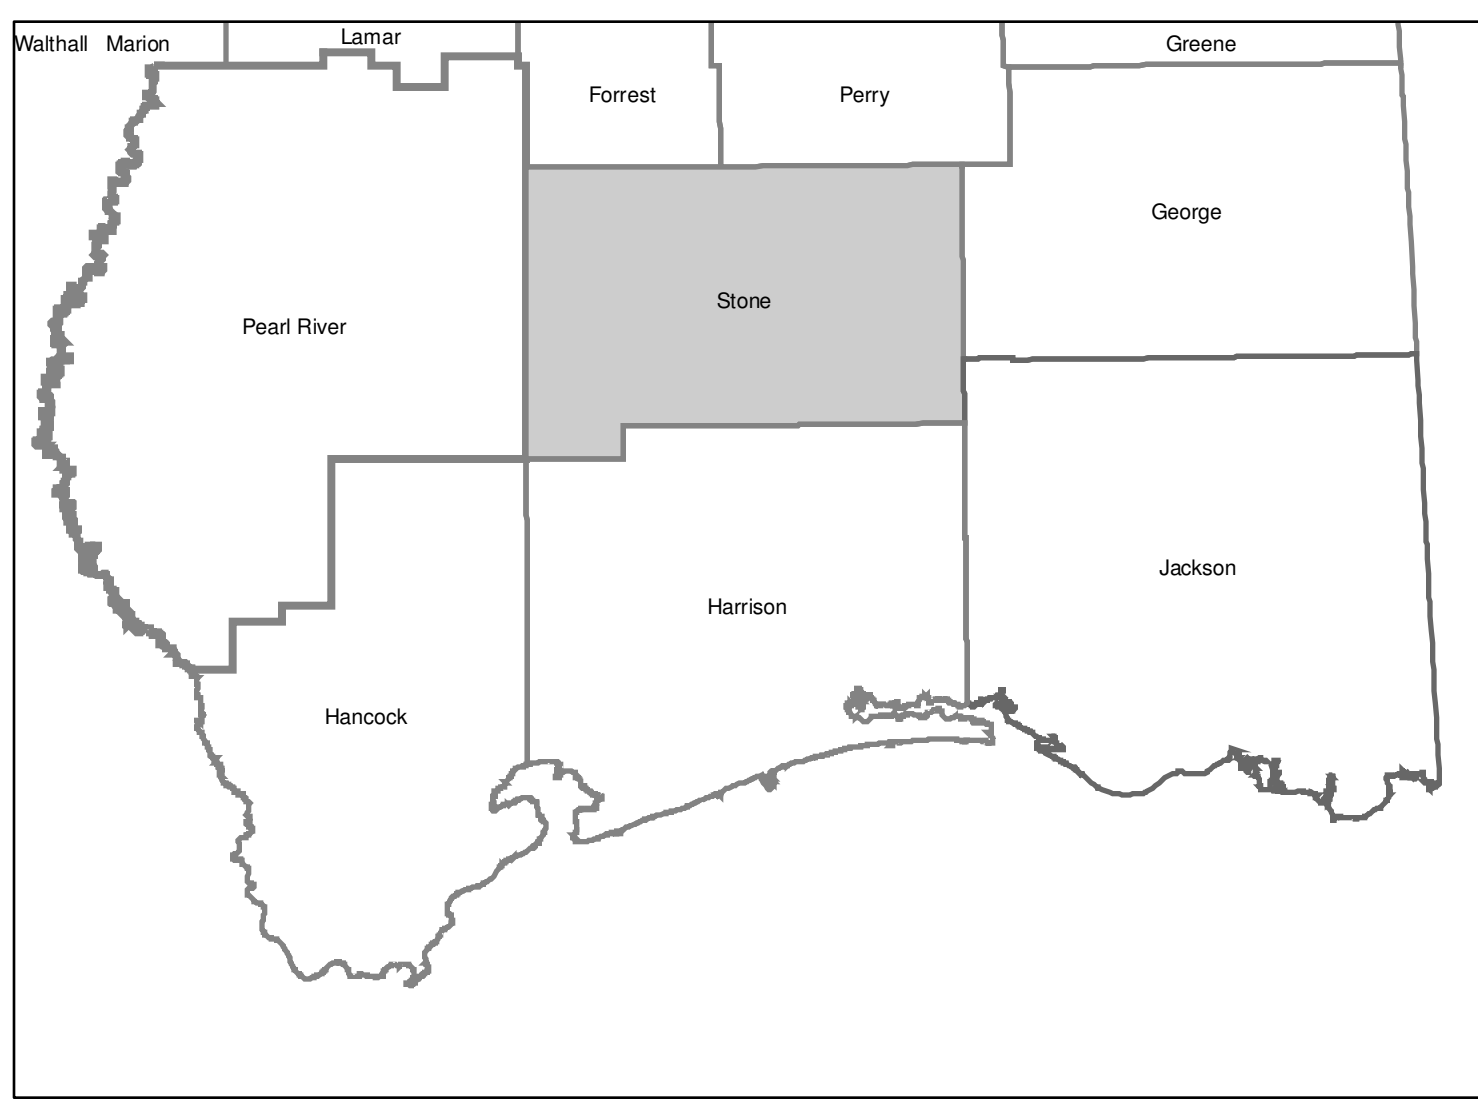 Walthall Marion
Lamar
Greene
Forrest
Perry
George
Stone
Pearl River
Jackson
Harrison
Hancock